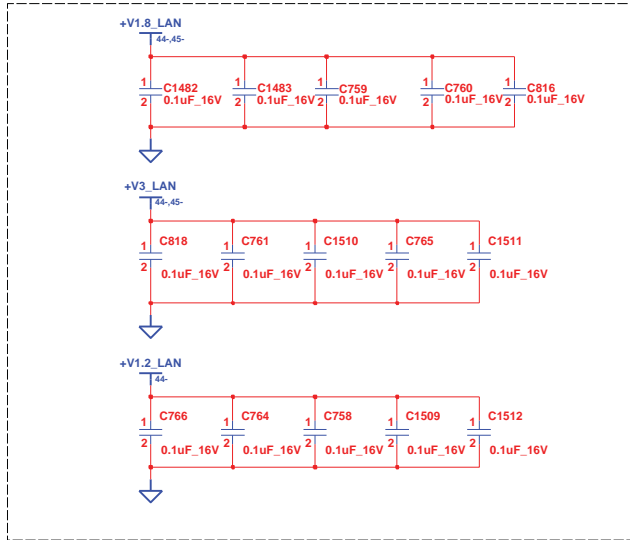 +V1.8_LAN
44-,45-
1 C1482 1 C1483 1 C759 1 C760 1 C816
2 0.1uF_16V 2 0.1uF_16V 2 0.1uF_16V 2 0.1uF_16V 2 0.1uF_16V
+V3_LAN
44-,45-
1 C818 1 C761 1 C1510 1 C765 1 C1511
2 0.1uF_16V 2 0.1uF_16V 2 0.1uF_16V 2 0.1uF_16V 2 0.1uF_16V
+V1.2_LAN
44-
1 C766 1 C764 1 C758 1 C1509 1 C1512
2 0.1uF_16V 2 0.1uF_16V 2 0.1uF_16V 2 0.1uF_16V 2 0.1uF_16V